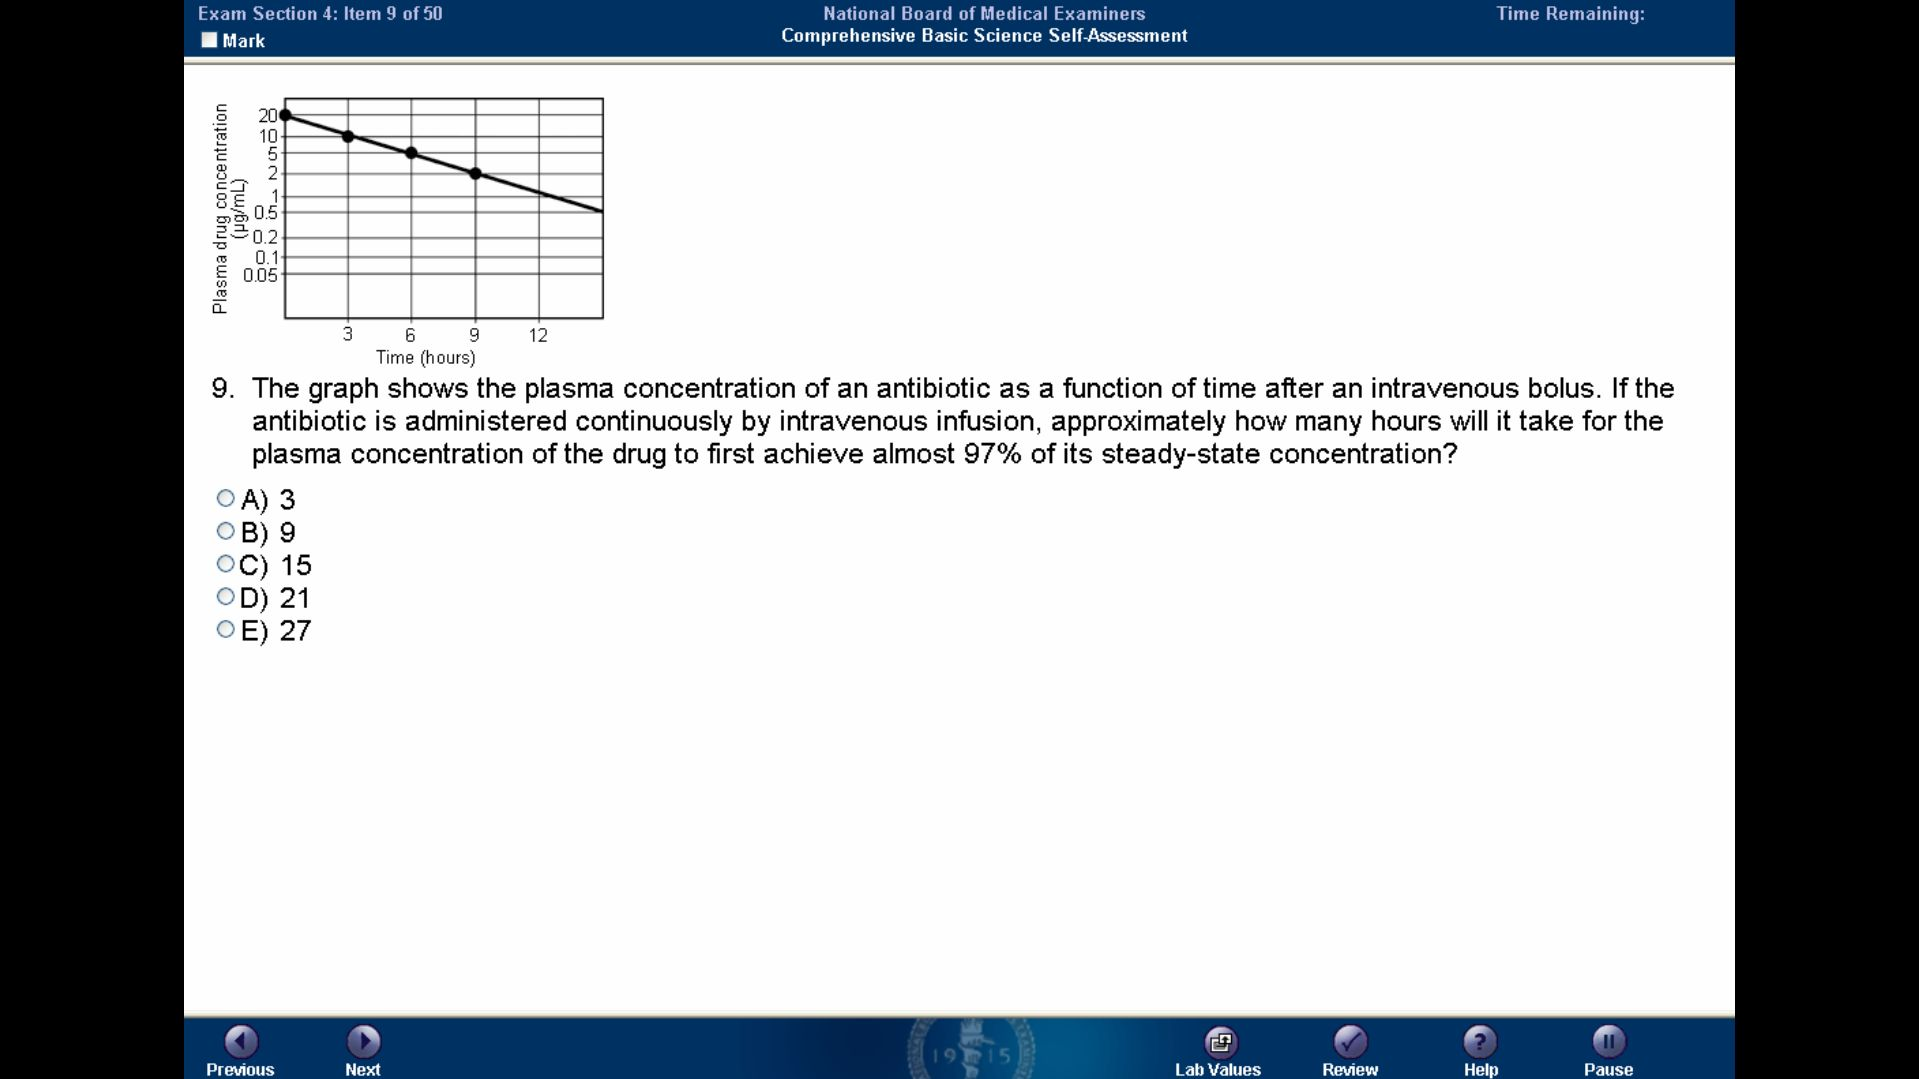 Exam Section 4: Item 9 of 50
National Board of Medical Examiners
Time Remaining:
Mark
Comprehensive Basic Science Self-Assessment
Plasma drug concentration
(µg/mL)
20
10
5
2
1
0.5
0.2
0.1
0.05
3 6 9 12
Time (hours)
9. The graph shows the plasma concentration of an antibiotic as a function of time after an intravenous bolus. If the
antibiotic is administered continuously by intravenous infusion, approximately how many hours will it take for the
plasma concentration of the drug to first achieve almost 97% of its steady-state concentration?
A) 3
B) 9
C) 15
D) 21
E) 27
1915
Previous Next Lab Values Review Help Pause